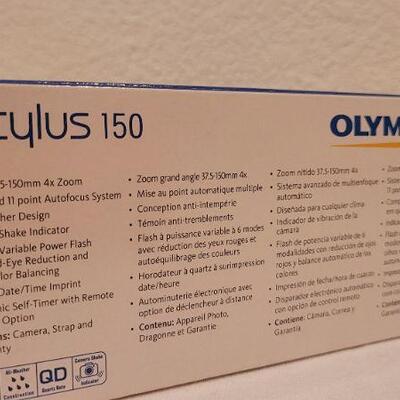 tylus 150
OLYM
5-150mm 4x Zoom
d 11 point Autofocus System
her Design
Shake Indicator
Variable Power Flash
d-Eye Reduction and
lor Balancing
Date/Time Imprint
nic Self-Timer with Remote
Option
ns: Camera, Strap and
nty
• Zoom grand angle 37.5-150mm 4x
• Mise au point automatique multiple
• Conception anti-intempérie
• Témoin anti-tremblements
• Flash à puissance variable à 6 modes
avec réduction des yeux rouges et
autoéquilibrage des couleurs
• Horodateur à quartz à surimpression
date/heure
• Autominuterie électronique avec
option de déclencheur à distance
• Contenu: Appareil Photo,
Dragonne et Garantie
• Zoom nítido 37.5-150mm 4x
• Sistema avanzado de multienfoque
automático
• Diseñada para cualquier clima
• Indicador de vibración de la
cámara
• Flash de potencia variable de 6
modalidades con reducción de ojos
rojos y balance automático de los
colores
• Impresión de fecha/hora de cuarzo
• Disparador electrónico automático
con opción de control remoto
• Contiene: Cámara, Correa y
Garantía
All-Weather
Construction
QD
Quartz Date
Camera Shake
Indicator